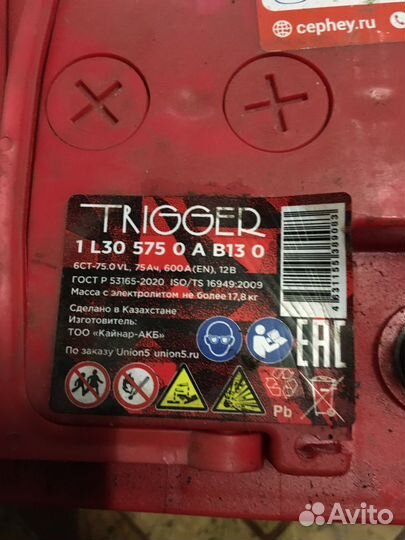 cephey.ru
TRIGGER
1 L30 575 0 A B13 0
6СТ-75.0 VL, 75Ач, 600А(EN), 12В
ГОСТ Р 53165-2020 ISO/TS 16949:2009
Масса с электролитом не более 17,8 кг
Сделано в Казахстане
Изготовитель:
ТОО «Кайнар-АКБ»
По заказу Union5 union5.ru
EAC
Pb
Avito